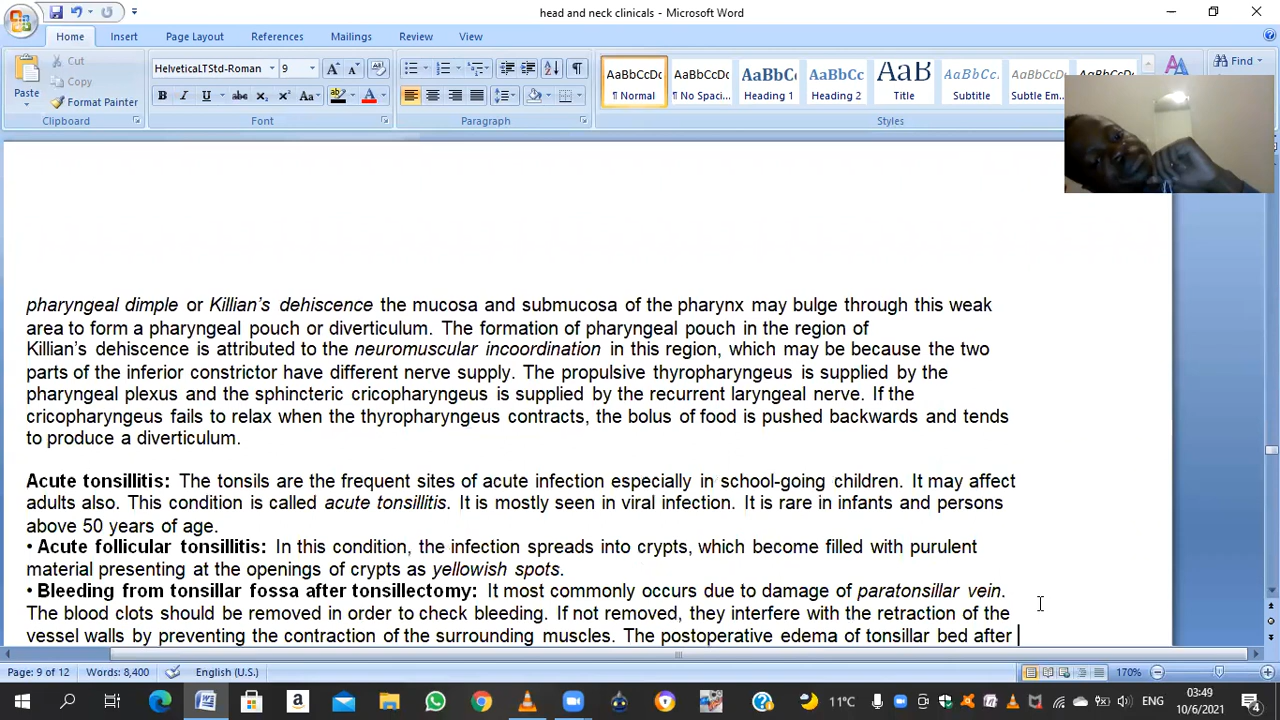 head and neck clinicals - Microsoft Word
Home Insert Page Layout References Mailings Review View
Paste Cut Copy Format Painter Clipboard
HelveticaLTStd-Roman 9
B I U abc X₂ X² Aa
Font Paragraph
AaBbCcDc AaBbCcDc AaBbCc AaBbCc AaB AaBbCc. AaBbCcDc AaBbCcDc
¶ Normal ¶ No Spaci... Heading 1 Heading 2 Title Subtitle Subtle Em...
Styles
Find
pharyngeal dimple or Killian’s dehiscence the mucosa and submucosa of the pharynx may bulge through this weak
area to form a pharyngeal pouch or diverticulum. The formation of pharyngeal pouch in the region of
Killian’s dehiscence is attributed to the neuromuscular incoordination in this region, which may be because the two
parts of the inferior constrictor have different nerve supply. The propulsive thyropharyngeus is supplied by the
pharyngeal plexus and the sphincteric cricopharyngeus is supplied by the recurrent laryngeal nerve. If the
cricopharyngeus fails to relax when the thyropharyngeus contracts, the bolus of food is pushed backwards and tends
to produce a diverticulum.
Acute tonsillitis: The tonsils are the frequent sites of acute infection especially in school-going children. It may affect
adults also. This condition is called acute tonsillitis. It is mostly seen in viral infection. It is rare in infants and persons
above 50 years of age.
• Acute follicular tonsillitis: In this condition, the infection spreads into crypts, which become filled with purulent
material presenting at the openings of crypts as yellowish spots.
• Bleeding from tonsillar fossa after tonsillectomy: It most commonly occurs due to damage of paratonsillar vein.
The blood clots should be removed in order to check bleeding. If not removed, they interfere with the retraction of the
vessel walls by preventing the contraction of the surrounding muscles. The postoperative edema of tonsillar bed after
Page: 9 of 12 Words: 8,400 English (U.S.) 170%
11°C ENG 03:49
10/6/2021
4